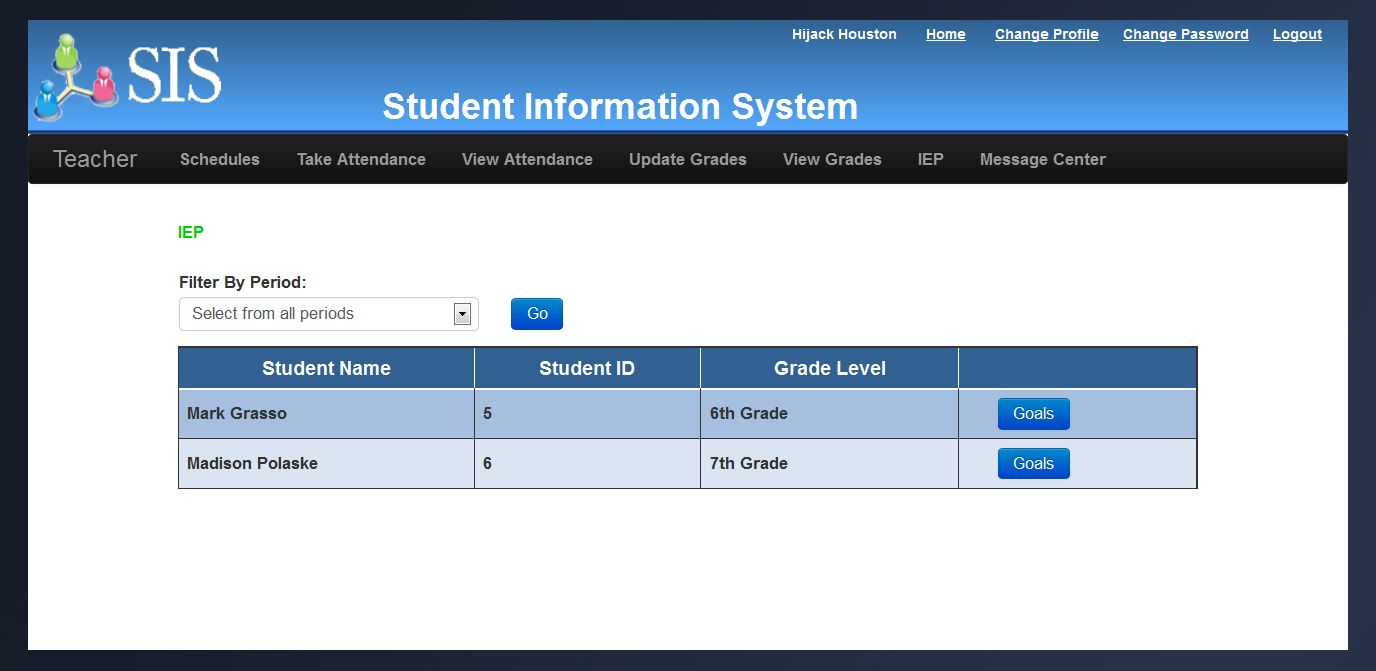 Hijack Houston Home Change Profile Change Password Logout
SIS
Student Information System
Teacher Schedules Take Attendance View Attendance Update Grades View Grades IEP Message Center
IEP
Filter By Period:
Select from all periods Go
Student Name Student ID Grade Level
Mark Grasso 5 6th Grade Goals
Madison Polaske 6 7th Grade Goals